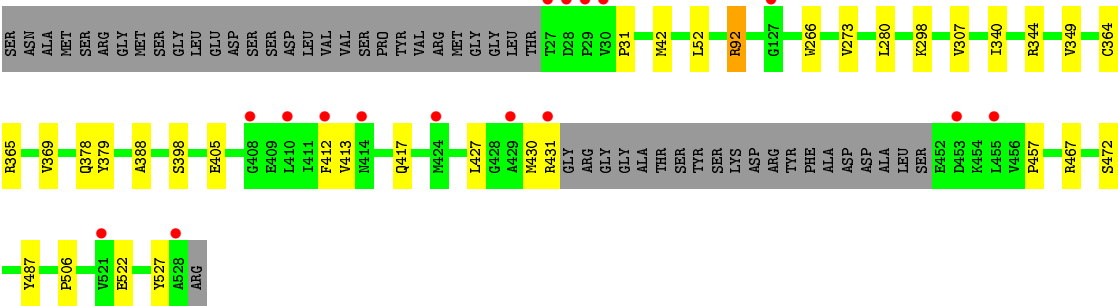 SER ASN ALA MET SER ARG GLY MET SER GLY LEU GLU ASP SER SER ASP LEU VAL VAL SER PRO TYR VAL ARG MET GLY GLY LEU THR T27 D28 P29 V30 P31 M42 L52 R92 G127 W266 V273 L280 K298 V307 I340 R344 V349 C364
R365 V369 Q378 Y379 A388 S398 E405 G408 E409 L410 I411 F412 V413 N414 Q417 M424 L427 G428 A429 M430 R431 GLY ARG GLY GLY ALA THR SER TYR SER LYS ASP ARG TYR PHE ALA ASP ASP ALA LEU SER E452 D453 K454 L455 V456 P457 R467 S472
Y487 P506 V521 E522 Y527 A528 ARG